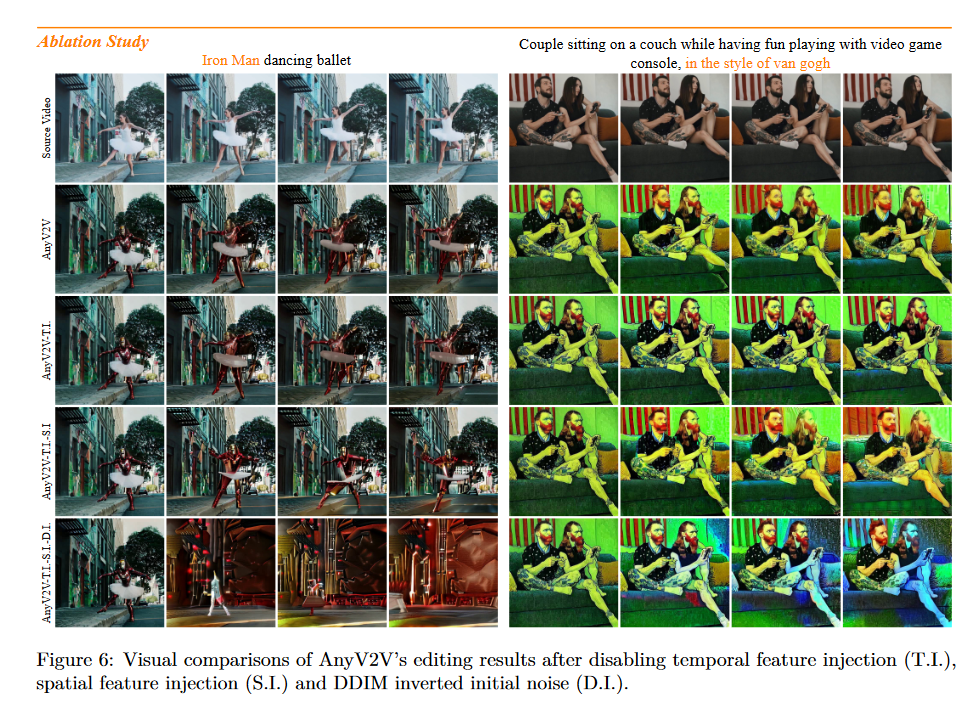 Ablation Study
Iron Man dancing ballet
Couple sitting on a couch while having fun playing with video game
console, in the style of van gogh
Source Video
AnyV2V
AnyV2V-T.I.
AnyV2V-T.I.-S.I
AnyV2V-T.I.-S.I.-D.I.
Figure 6: Visual comparisons of AnyV2V's editing results after disabling temporal feature injection (T.I.),
spatial feature injection (S.I.) and DDIM inverted initial noise (D.I.).